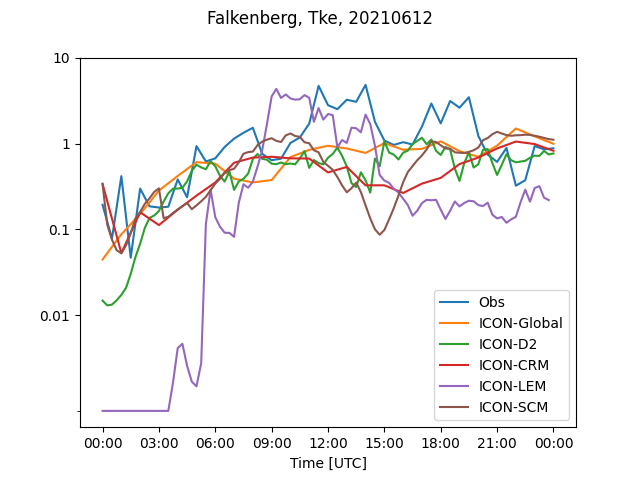 Falkenberg, Tke, 20210612
10
1
0.1
0.01
Obs
ICON-Global
ICON-D2
ICON-CRM
ICON-LEM
ICON-SCM
00:00 03:00 06:00 09:00 12:00 15:00 18:00 21:00 00:00
Time [UTC]